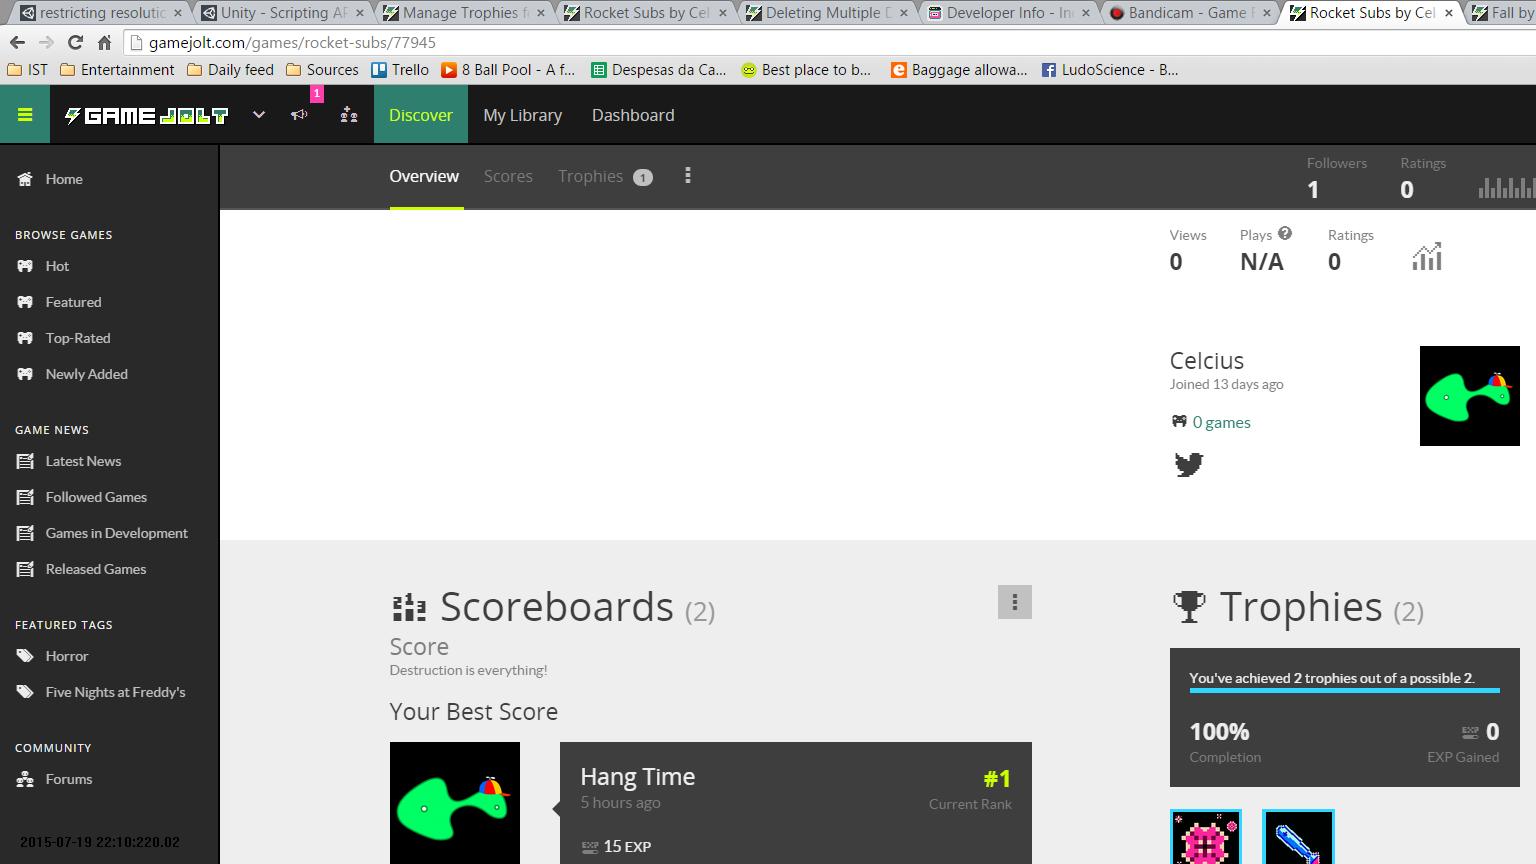 restricting resolutic
Unity - Scripting AP
Manage Trophies f
Rocket Subs by Cel
Deleting Multiple D
Developer Info - In
Bandicam - Game
Rocket Subs by Cel
Fall by
gamejolt.com/games/rocket-subs/77945
IST
Entertainment
Daily feed
Sources
Trello
8 Ball Pool - A f...
Despesas da Ca...
Best place to b...
Baggage allowa...
LudoScience - B...
GAME JOLT
1
Discover
My Library
Dashboard
Overview
Scores
Trophies 1
Followers
1
Ratings
0
Home
BROWSE GAMES
Hot
Featured
Top-Rated
Newly Added
GAME NEWS
Latest News
Followed Games
Games in Development
Released Games
FEATURED TAGS
Horror
Five Nights at Freddy's
COMMUNITY
Forums
2015-07-19 22:10:220.02
Views
0
Plays ?
N/A
Ratings
0
Celcius
Joined 13 days ago
0 games
213 Scoreboards (2)
Score
Destruction is everything!
Your Best Score
Hang Time
5 hours ago
#1
Current Rank
EXP 15 EXP
Trophies (2)
You've achieved 2 trophies out of a possible 2.
100%
Completion
EXP 0
EXP Gained